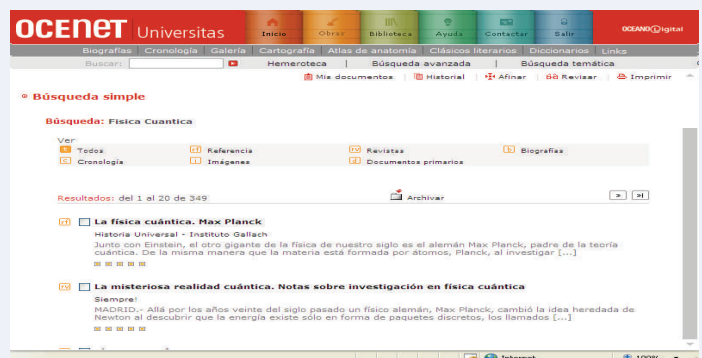 OCENET Universitas
Inicio Obras Biblioteca Ayuda Contactar Salir
OCEANO Digital
Biografías Cronología Galería Cartografía Atlas de anatomía Clásicos literarios Diccionarios Links
Buscar: Hemeroteca | Búsqueda avanzada | Búsqueda temática
Mis documentos Historial Afinar Revisar Imprimir
Búsqueda simple
Búsqueda: Fisica Cuantica
Ver
Todos rf Referencia rv Revistas b Biografías
c Cronología i Imágenes d Documentos primarios
Resultados: del 1 al 20 de 349 Archivar > >|
rf La física cuántica. Max Planck
Historia Universal - Instituto Gallach
Junto con Einstein, el otro gigante de la física de nuestro siglo es el alemán Max Planck, padre de la teoría
cuántica. De la misma manera que la materia está formada por átomos, Planck, al investigar [...]
rv La misteriosa realidad cuántica. Notas sobre investigación en física cuántica
Siempre!
MADRID.- Allá por los años veinte del siglo pasado un físico alemán, Max Planck, cambió la idea heredada de
Newton al descubrir que la energía existe sólo en forma de paquetes discretos, los llamados [...]
Internet 100%